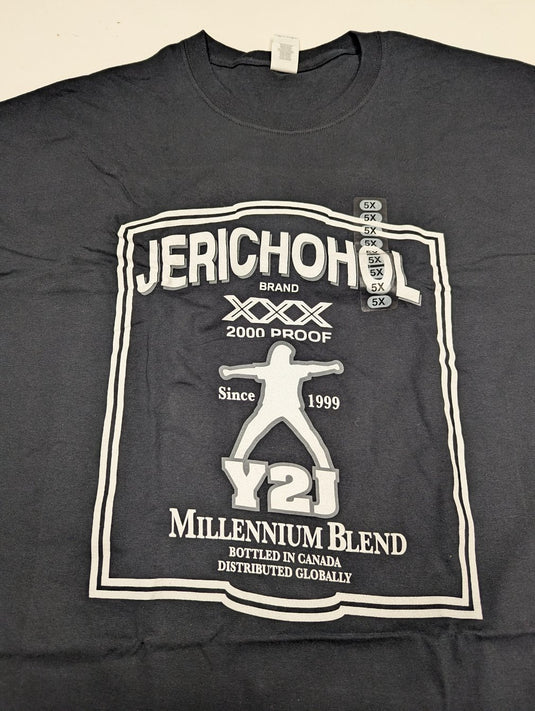 5X
5X
5X
5X
5X
5X
5X
5X
JERICHOHOL
BRAND
XXX
2000 PROOF
Since 1999
Y2J
MILLENNIUM BLEND
BOTTLED IN CANADA
DISTRIBUTED GLOBALLY